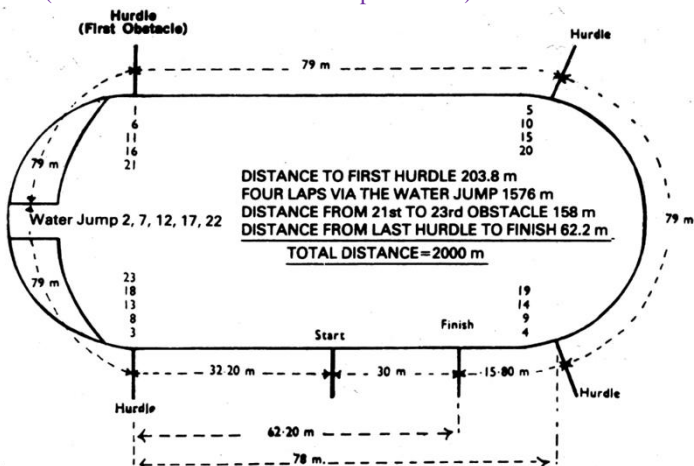 Hurdle
(First Obstacle)
Hurdle
79 m
1
6
11
16
21
5
10
15
20
79 m
DISTANCE TO FIRST HURDLE 203.8 m
FOUR LAPS VIA THE WATER JUMP 1576 m
DISTANCE FROM 21st TO 23rd OBSTACLE 158 m
DISTANCE FROM LAST HURDLE TO FINISH 62.2 m
TOTAL DISTANCE=2000 m
Water Jump 2, 7, 12, 17, 22
79 m
79 m
23
18
13
8
3
19
14
9
4
Start
Finish
32·20 m
30 m
15·80 m
Hurdle
Hurdle
62·20 m
78 m.